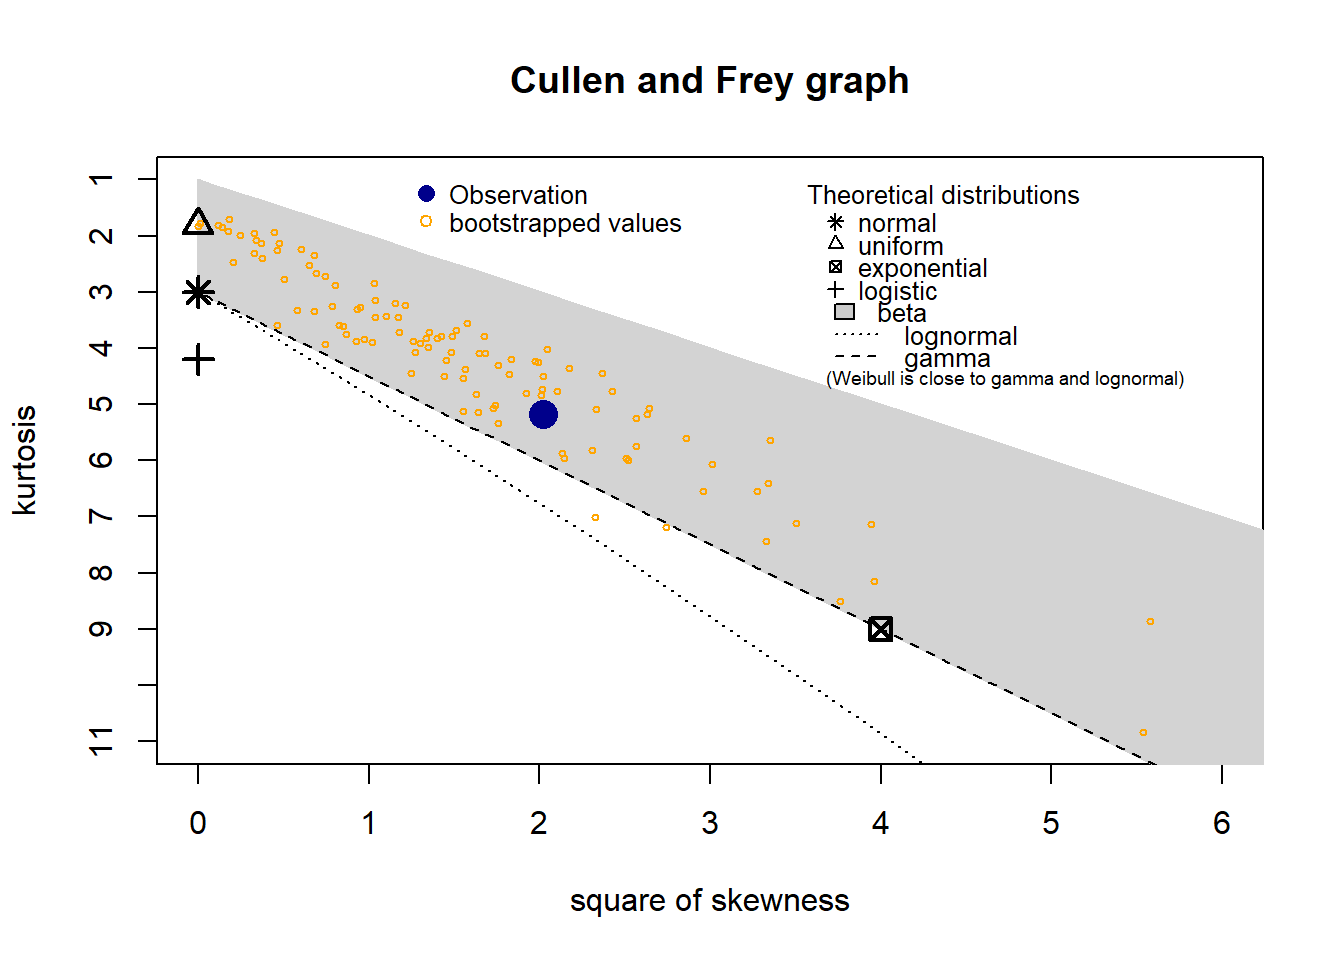 Cullen and Frey graph
Observation
bootstrapped values
Theoretical distributions
normal
uniform
exponential
logistic
beta
lognormal
gamma
(Weibull is close to gamma and lognormal)
kurtosis
1
2
3
4
5
6
7
8
9
11
0 1 2 3 4 5 6
square of skewness